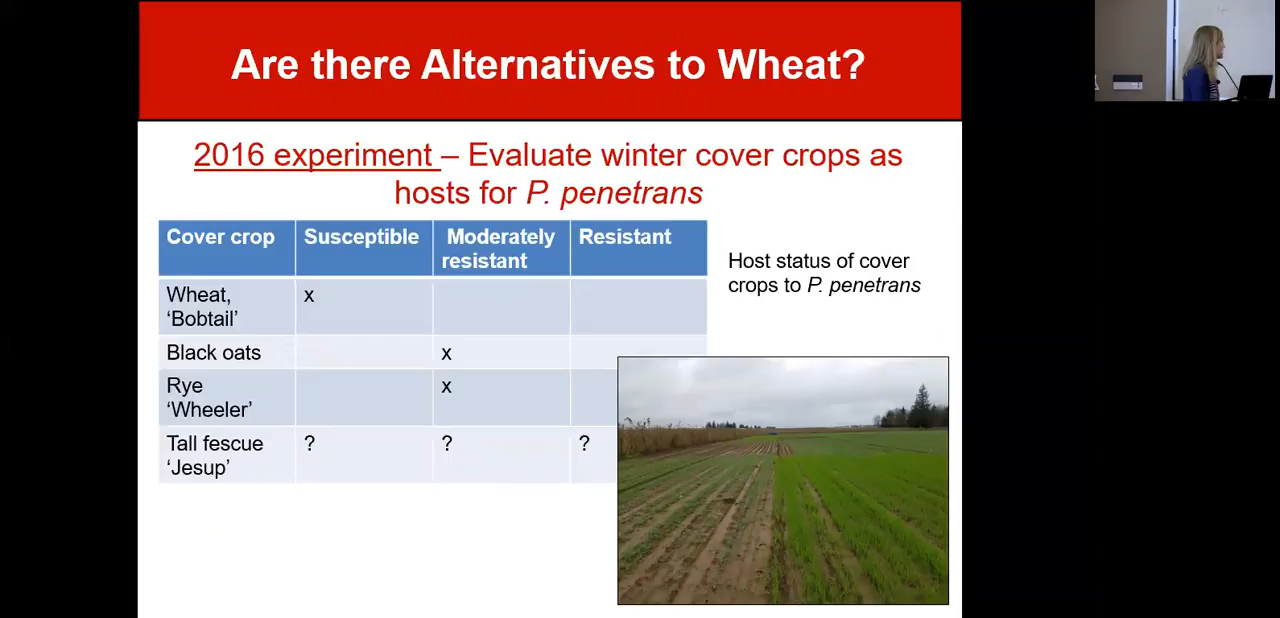 Are there Alternatives to Wheat?
2016 experiment – Evaluate winter cover crops as
hosts for P. penetrans
Cover crop Susceptible Moderately resistant Resistant
Wheat, ‘Bobtail’ x
Black oats x
Rye ‘Wheeler’ x
Tall fescue ‘Jesup’ ? ? ?
Host status of cover
crops to P. penetrans